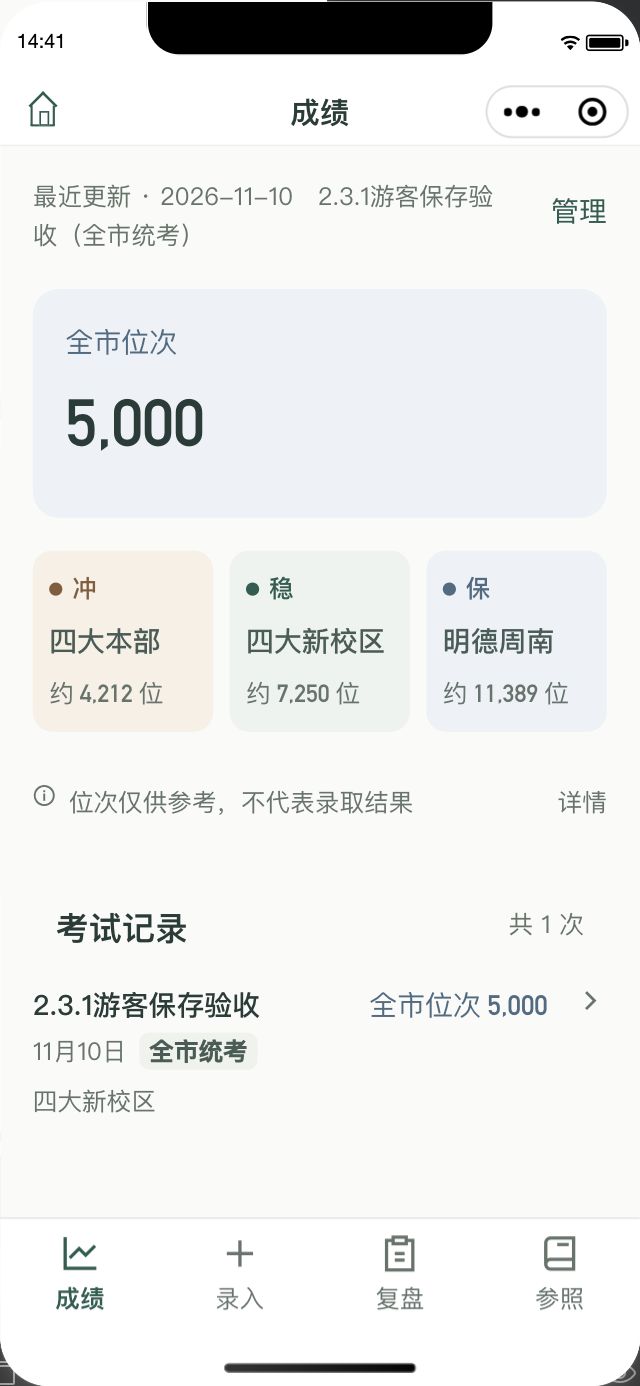 14:41
成绩
最近更新 · 2026-11-10 2.3.1游客保存验
收（全市统考）
管理
全市位次
5,000
冲
四大本部
约 4,212 位
稳
四大新校区
约 7,250 位
保
明德周南
约 11,389 位
位次仅供参考，不代表录取结果
详情
考试记录
共 1 次
2.3.1游客保存验收
全市位次 5,000
11月10日 全市统考
四大新校区
成绩
录入
复盘
参照